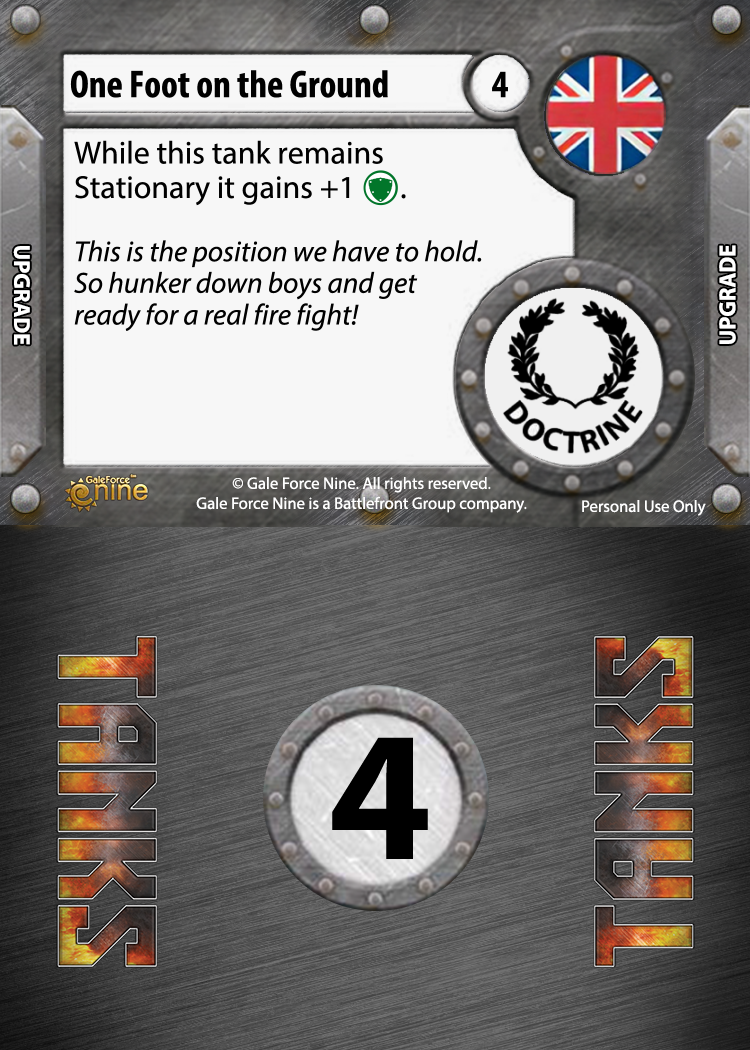 One Foot on the Ground
4
While this tank remains
Stationary it gains +1 .
This is the position we have to hold.
So hunker down boys and get
ready for a real fire fight!
UPGRADE
UPGRADE
DOCTRINE
GaleForce™
nine
© Gale Force Nine. All rights reserved.
Gale Force Nine is a Battlefront Group company.
Personal Use Only
TANKS
4
TANKS